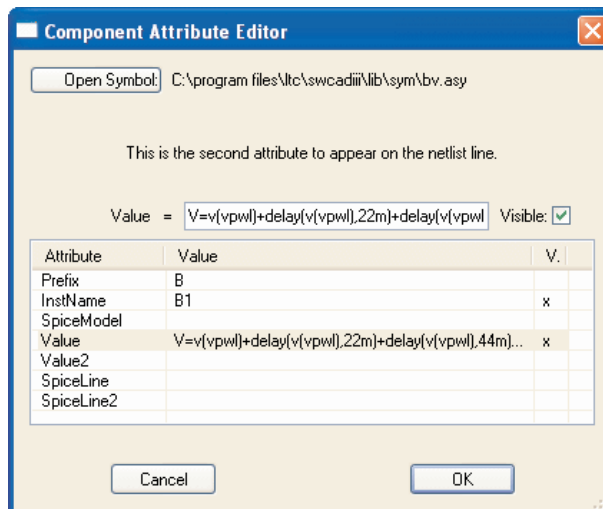 Component Attribute Editor
Open Symbol: C:\program files\ltc\swcadiii\lib\sym\bv.asy
This is the second attribute to appear on the netlist line.
Value = V=v(vpwl)+delay(v(vpwl),22m)+delay(v(vpwl Visible:
Attribute Value V.
Prefix B
InstName B1 x
SpiceModel
Value V=v(vpwl)+delay(v(vpwl),22m)+delay(v(vpwl),44m)... x
Value2
SpiceLine
SpiceLine2
Cancel OK